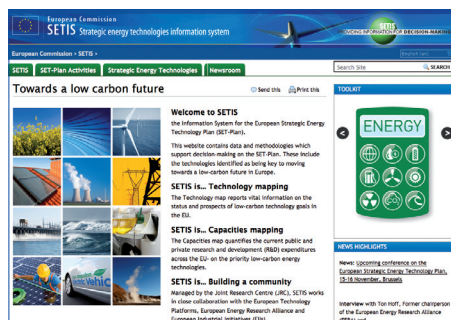 European Commission
SETIS Strategic energy technologies information system
SETIS
PROVIDING INFORMATION FOR DECISION-MAKING
European Commission > SETIS >
English (en)
SETIS SET-Plan Activities Strategic Energy Technologies Newsroom
Search Site SEARCH
Towards a low carbon future
Send this Print this
TOOLKIT
Welcome to SETIS
the Information System for the European Strategic Energy
Technology Plan (SET-Plan).
This website contains data and methodologies which
support decision-making on the SET-Plan. These include
the technologies identified as being key to moving
towards a low-carbon future in Europe.
SETIS is... Technology mapping
The Technology map reports vital information on the
status and prospects of low-carbon technology goals in
the EU.
SETIS is... Capacities mapping
The Capacities map quantifies the current public and
private research and development (R&D) expenditures
across the EU- on the priority low-carbon energy
technologies.
SETIS is... Building a community
Managed by the Joint Research Centre (JRC), SETIS works
in close collaboration with the European Technology
Platforms, European Energy Research Alliance and
European Industrial Initiatives (EIIs).
Electric Vehic
ENERGY
NEWS HIGHLIGHTS
News: Upcoming conference on the
European Strategic Energy Technology Plan,
15-16 November, Brussels
Interview with Ton Hoff, Former chairperson
of the European Energy Research Alliance